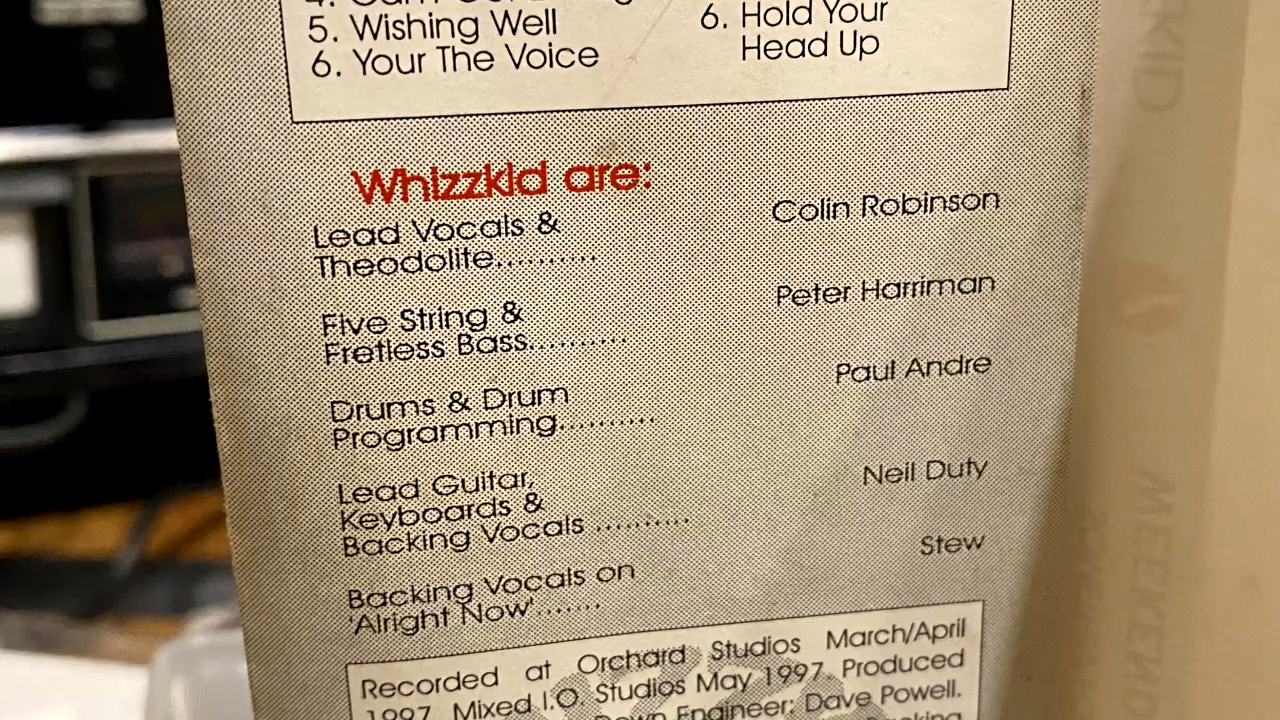 5. Wishing Well
6. Your The Voice
6. Hold Your
Head Up
Whizzkid are:
Lead Vocals &
Theodolite.......... Colin Robinson
Five String &
Fretless Bass.......... Peter Harriman
Drums & Drum
Programming.......... Paul Andre
Lead Guitar,
Keyboards &
Backing Vocals .......... Neil Duty
Backing Vocals on
'Alright Now'....... Stew
Recorded at Orchard Studios March/April
1997. Mixed I.O. Studios May 1997. Produced
Engineer: Dave Powell.
WEEKEND